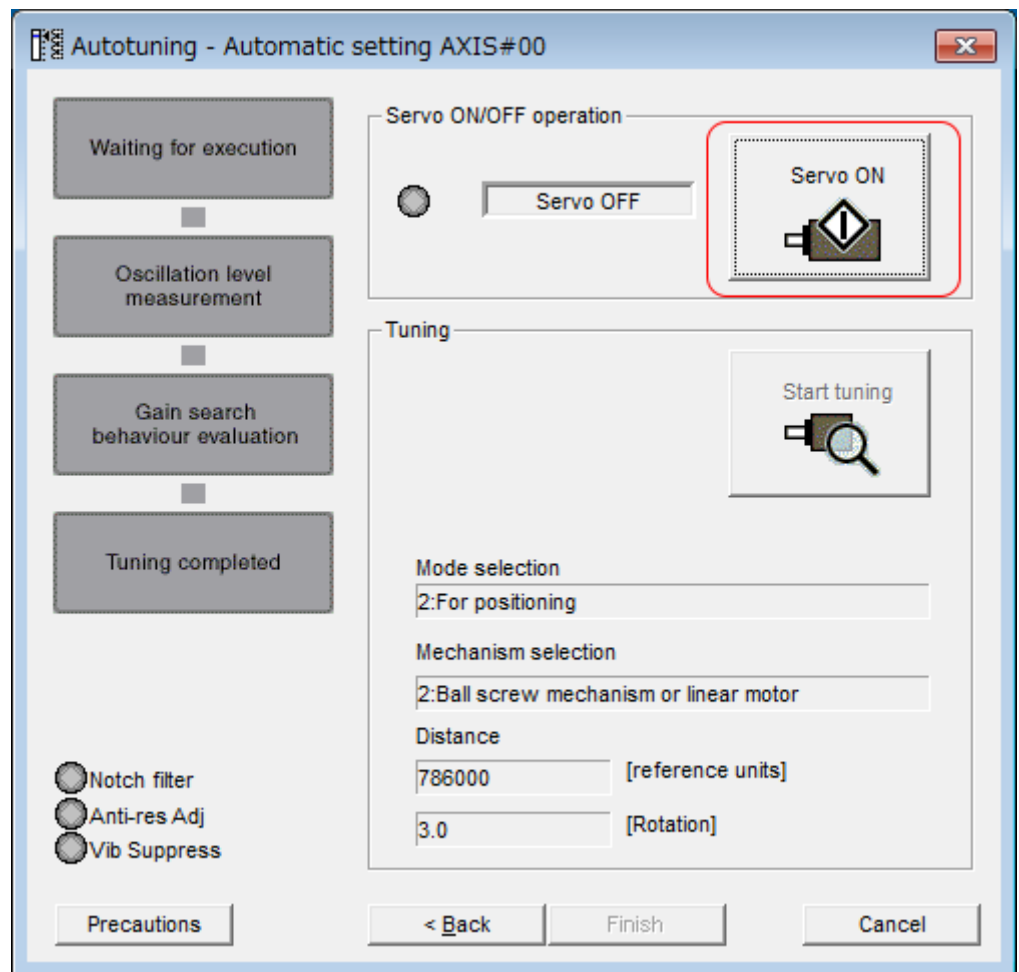 Autotuning - Automatic setting AXIS#00
Waiting for execution
Oscillation level
measurement
Gain search
behaviour evaluation
Tuning completed
Notch filter
Anti-res Adj
Vib Suppress
Servo ON/OFF operation
Servo OFF
Servo ON
Tuning
Start tuning
Mode selection
2:For positioning
Mechanism selection
2:Ball screw mechanism or linear motor
Distance
786000 [reference units]
3.0 [Rotation]
Precautions
< Back
Finish
Cancel